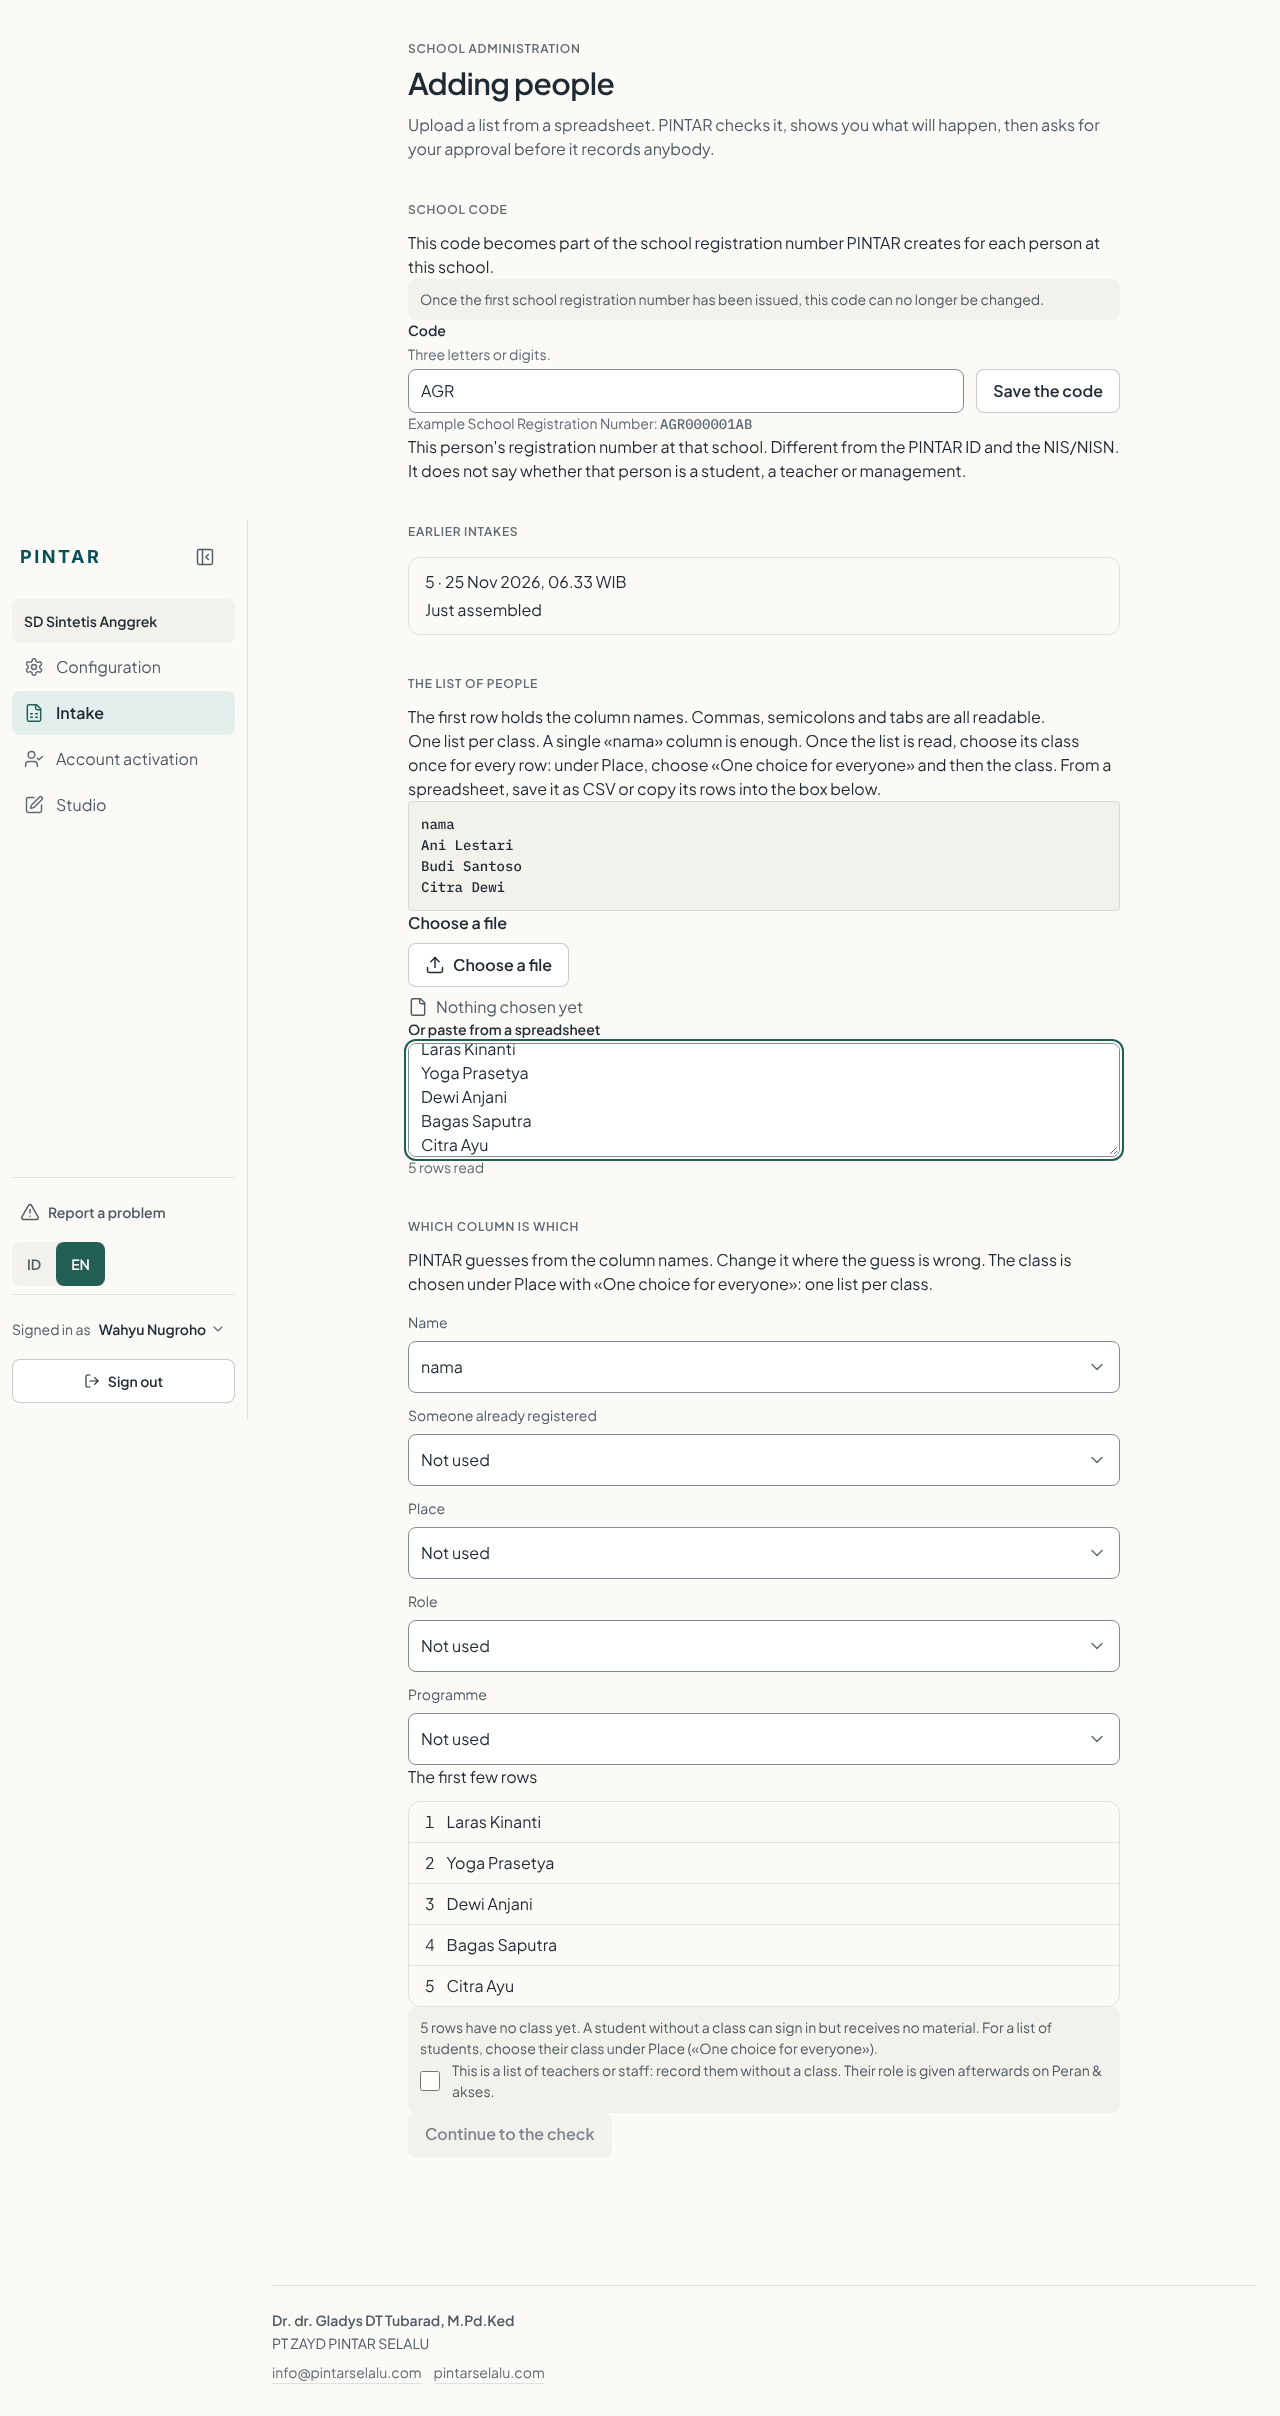 SCHOOL ADMINISTRATION
Adding people
Upload a list from a spreadsheet. PINTAR checks it, shows you what will happen, then asks for
your approval before it records anybody.
SCHOOL CODE
This code becomes part of the school registration number PINTAR creates for each person at
this school.
Once the first school registration number has been issued, this code can no longer be changed.
Code
Three letters or digits.
AGR
Save the code
Example School Registration Number: AGR000001AB
This person's registration number at that school. Different from the PINTAR ID and the NIS/NISN.
It does not say whether that person is a student, a teacher or management.
EARLIER INTAKES
5 · 25 Nov 2026, 06.33 WIB
Just assembled
THE LIST OF PEOPLE
The first row holds the column names. Commas, semicolons and tabs are all readable.
One list per class. A single «nama» column is enough. Once the list is read, choose its class
once for every row: under Place, choose «One choice for everyone» and then the class. From a
spreadsheet, save it as CSV or copy its rows into the box below.
nama
Ani Lestari
Budi Santoso
Citra Dewi
Choose a file
Choose a file
Nothing chosen yet
Or paste from a spreadsheet
Laras Kinanti
Yoga Prasetya
Dewi Anjani
Bagas Saputra
Citra Ayu
5 rows read
WHICH COLUMN IS WHICH
PINTAR guesses from the column names. Change it where the guess is wrong. The class is
chosen under Place with «One choice for everyone»: one list per class.
Name
nama
Someone already registered
Not used
Place
Not used
Role
Not used
Programme
Not used
The first few rows
1 Laras Kinanti
2 Yoga Prasetya
3 Dewi Anjani
4 Bagas Saputra
5 Citra Ayu
5 rows have no class yet. A student without a class can sign in but receives no material. For a list of
students, choose their class under Place («One choice for everyone»).
This is a list of teachers or staff: record them without a class. Their role is given afterwards on Peran &
akses.
Continue to the check
PINTAR
SD Sintetis Anggrek
Configuration
Intake
Account activation
Studio
Report a problem
ID EN
Signed in as Wahyu Nugroho
Sign out
Dr. dr. Gladys DT Tubarad, M.Pd.Ked
PT ZAYD PINTAR SELALU
info@pintarselalu.com pintarselalu.com